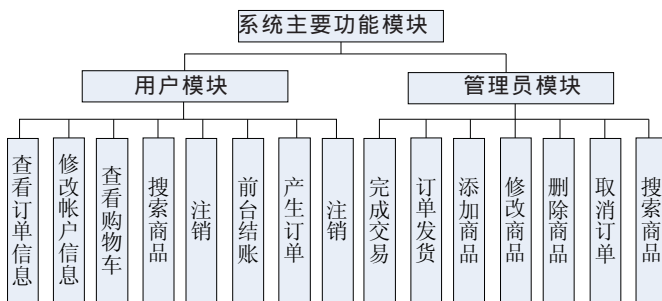 系统主要功能模块
用户模块
管理员模块
查看订单信息
修改帐户信息
查看购物车
搜索商品
注销
前台结账
产生订单
注销
完成交易
订单发货
添加商品
修改商品
删除商品
取消订单
搜索商品